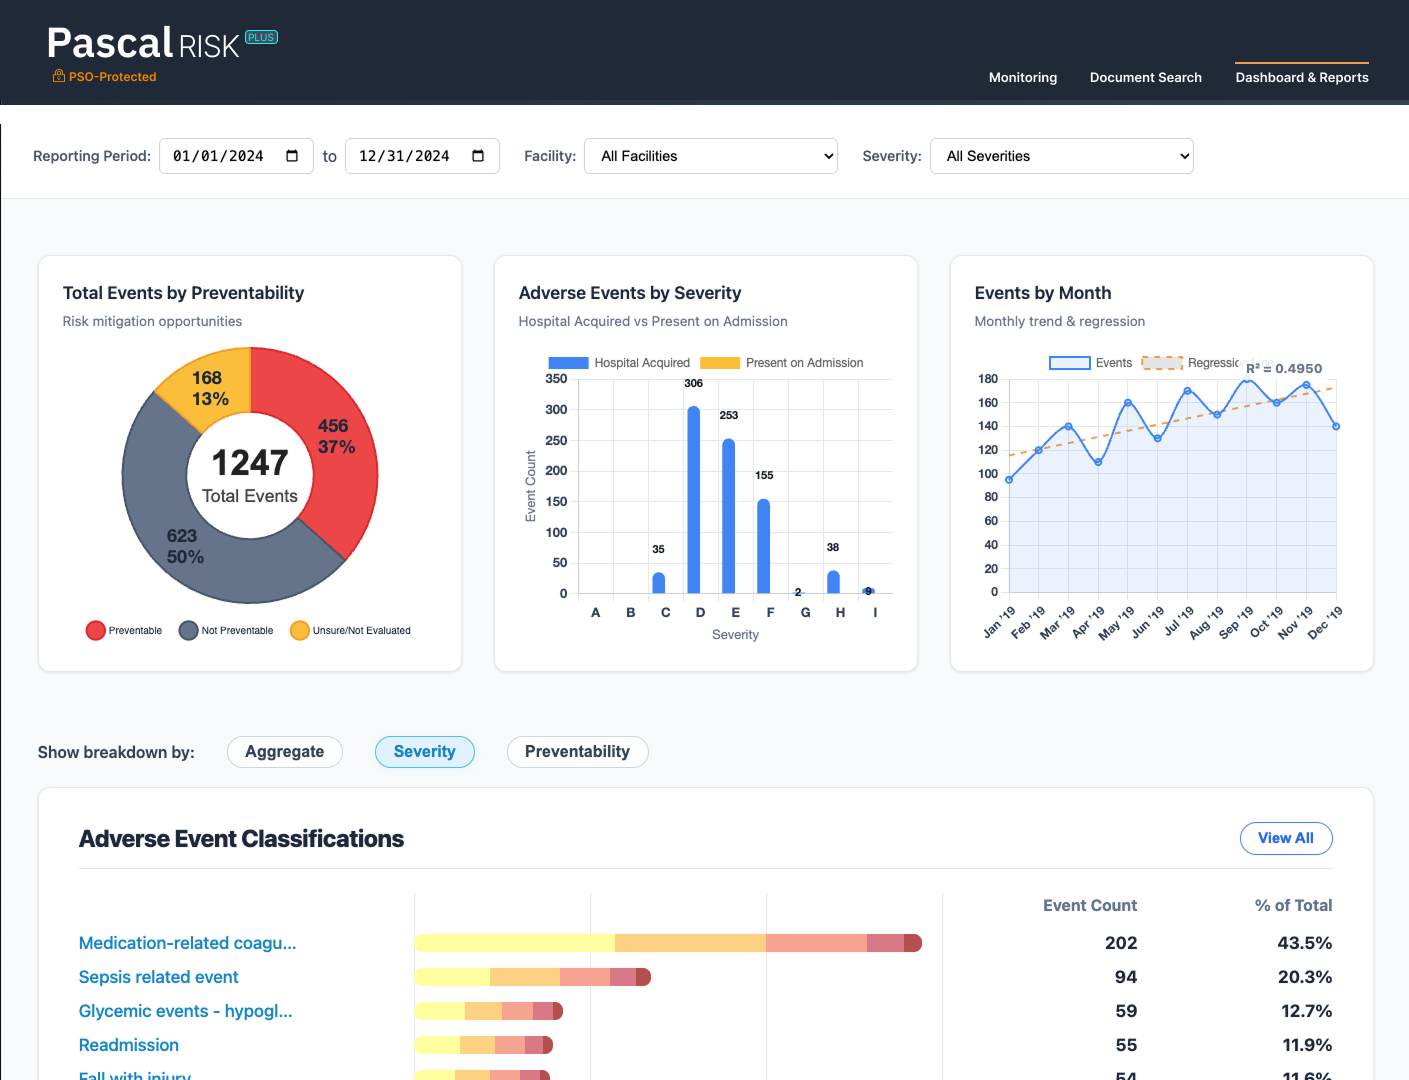 Pascal RISK PLUS
PSO-Protected
Monitoring
Document Search
Dashboard & Reports
Reporting Period: 01/01/2024 to 12/31/2024 Facility: All Facilities Severity: All Severities
Total Events by Preventability
Risk mitigation opportunities
168
13%
456
37%
1247
Total Events
623
50%
Preventable
Not Preventable
Unsure/Not Evaluated
Adverse Events by Severity
Hospital Acquired vs Present on Admission
Hospital Acquired
Present on Admission
Event Count
350
300
250
200
150
100
50
0
35
306
253
155
2
38
9
A B C D E F G H I
Severity
Events by Month
Monthly trend & regression
Events
Regression Line
R² = 0.4950
180
160
140
120
100
80
60
40
20
0
Jan '19
Feb '19
Mar '19
Apr '19
May '19
Jun '19
Jul '19
Aug '19
Sep '19
Oct '19
Nov '19
Dec '19
Show breakdown by: Aggregate Severity Preventability
Adverse Event Classifications
View All
Event Count % of Total
Medication-related coagu... 202 43.5%
Sepsis related event 94 20.3%
Glycemic events - hypogl... 59 12.7%
Readmission 55 11.9%
Fall with injury 54 11.6%